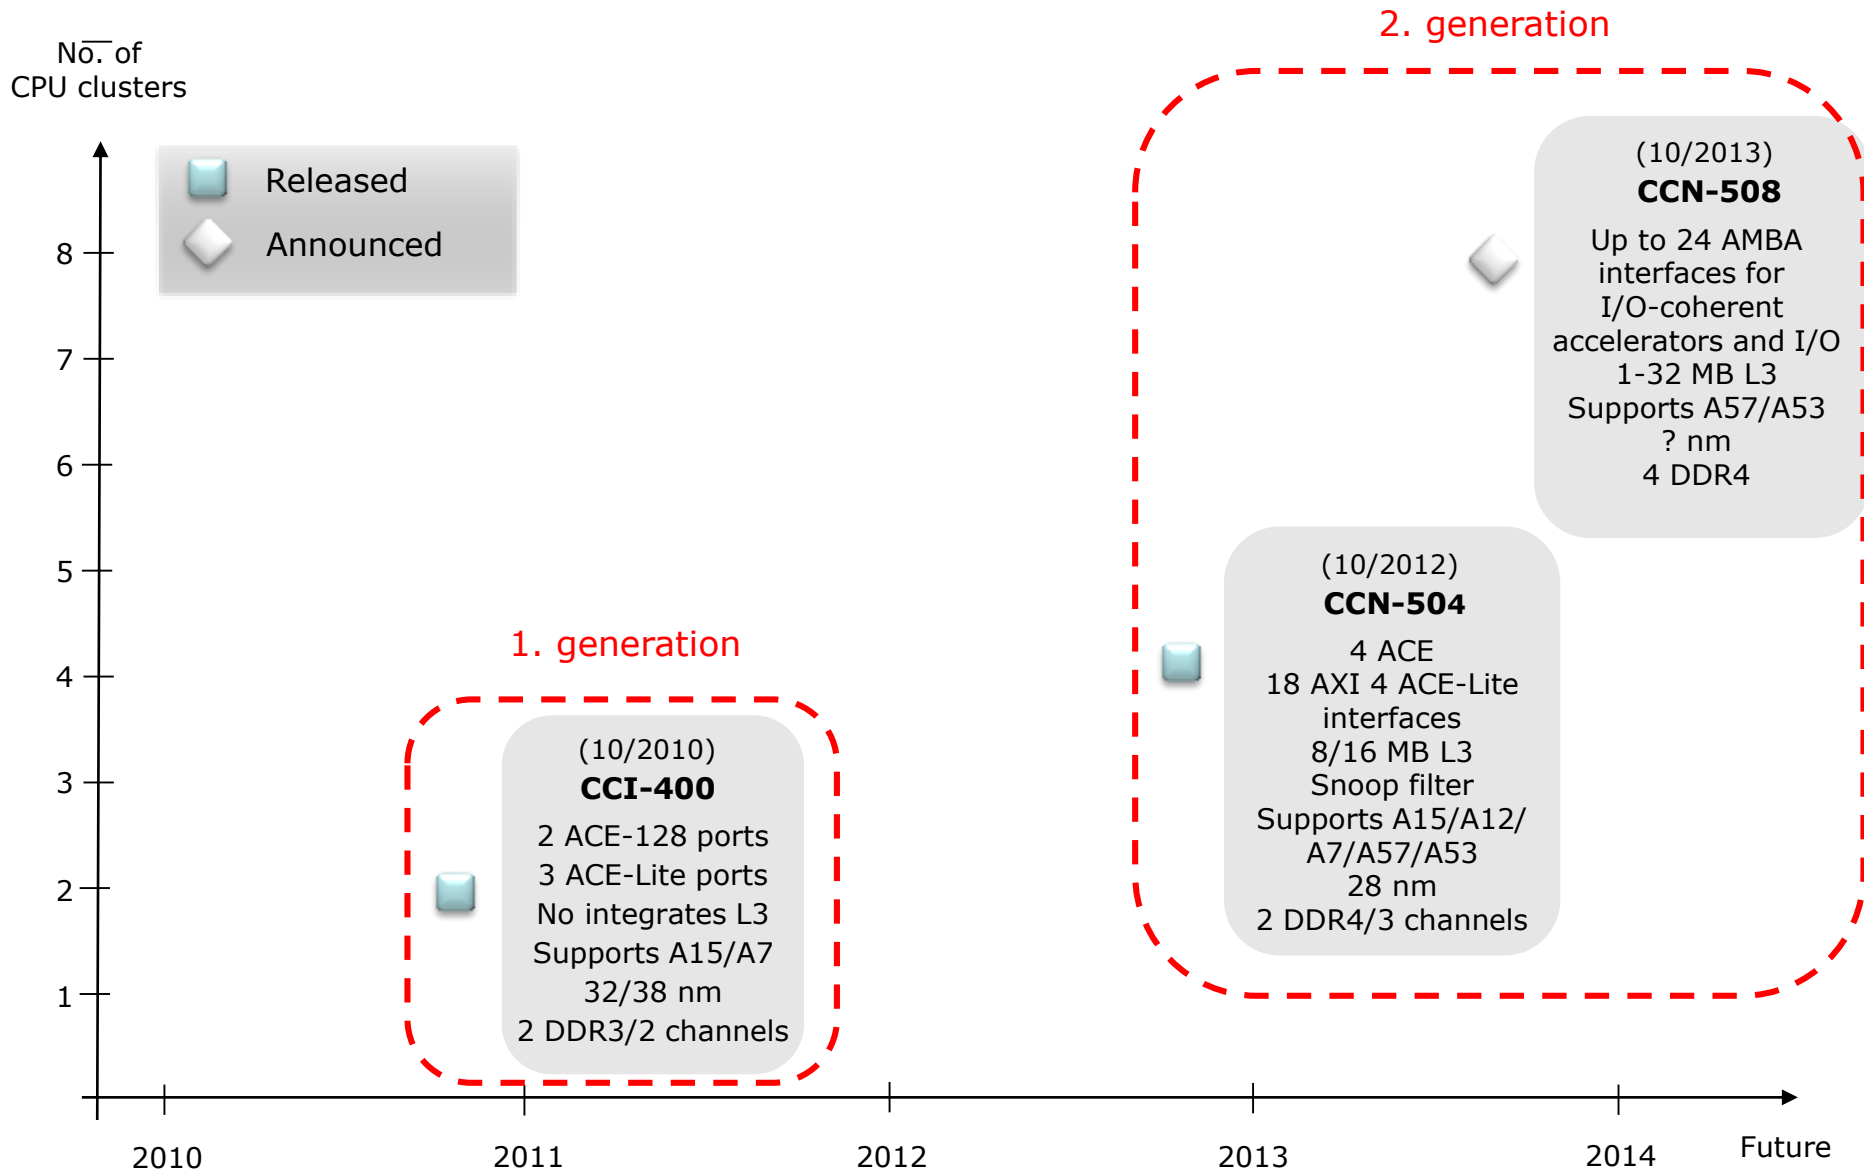 2. generation
No. of
CPU clusters
Released
Announced
8
7
6
5
4
3
2
1
(10/2013)
CCN-508
Up to 24 AMBA
interfaces for
I/O-coherent
accelerators and I/O
1-32 MB L3
Supports A57/A53
? nm
4 DDR4
(10/2012)
CCN-504
4 ACE
18 AXI 4 ACE-Lite
interfaces
8/16 MB L3
Snoop filter
Supports A15/A12/
A7/A57/A53
28 nm
2 DDR4/3 channels
1. generation
(10/2010)
CCI-400
2 ACE-128 ports
3 ACE-Lite ports
No integrates L3
Supports A15/A7
32/38 nm
2 DDR3/2 channels
2010
2011
2012
2013
2014
Future